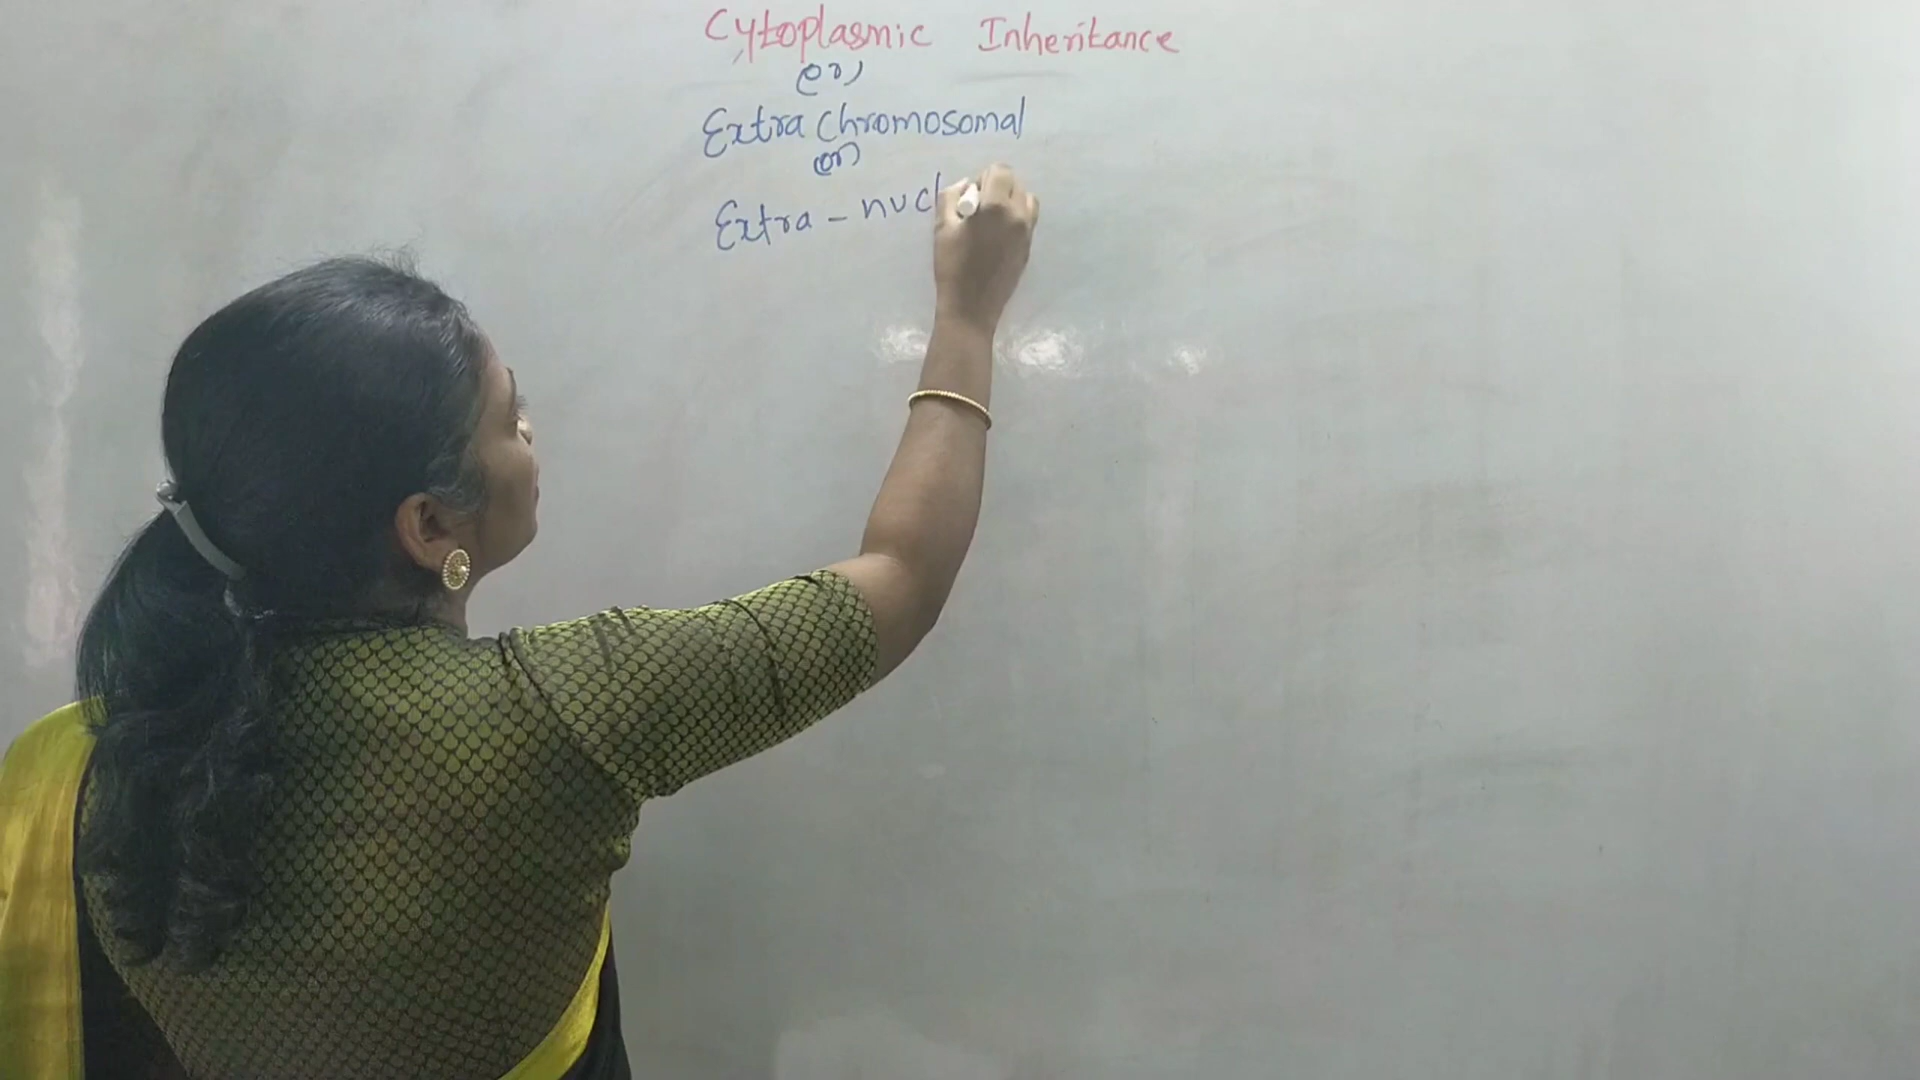 Cytoplasmic Inheritance
(or)
Extra chromosomal
(or)
Extra - nucl